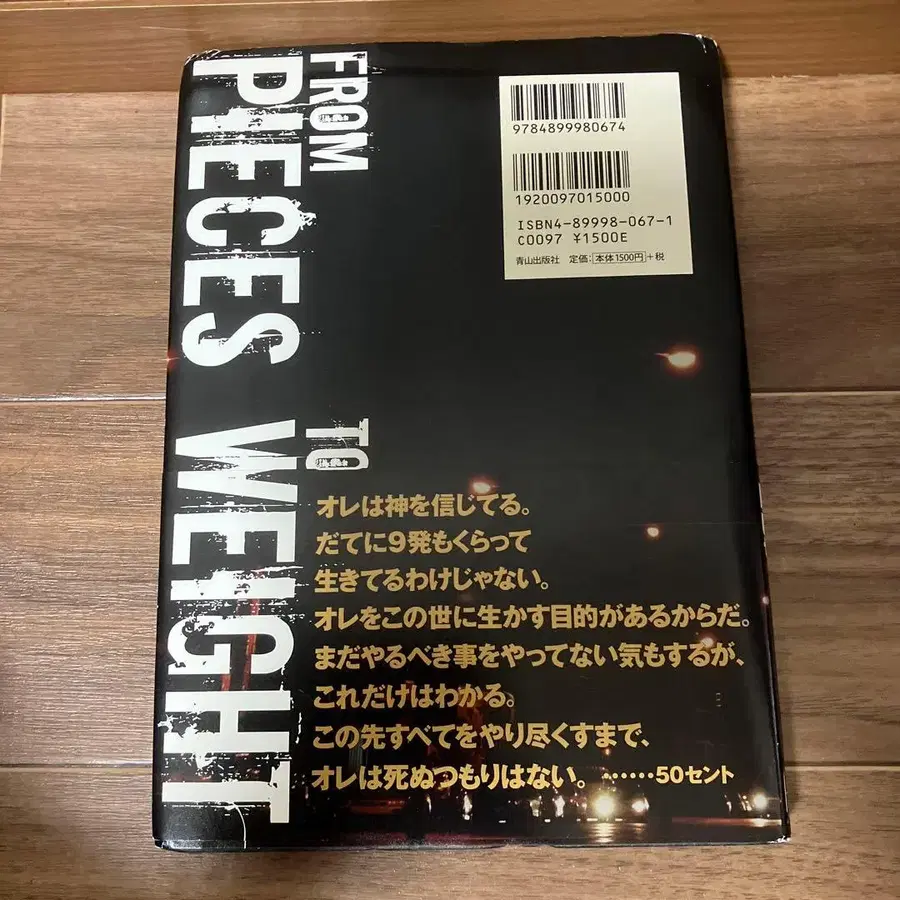 FROM
PIECES
TO
WEIGHT
9784899980674
1920097015000
ISBN4-89998-067-1
C0097 ¥1500E
青山出版社 定価:本体1500円+税
オレは神を信じてる。
だてに9発もくらって
生きてるわけじゃない。
オレをこの世に生かす目的があるからだ。
まだやるべき事をやってない気もするが、
これだけはわかる。
この先すべてをやり尽くすまで、
オレは死ぬつもりはない。 ……50セント